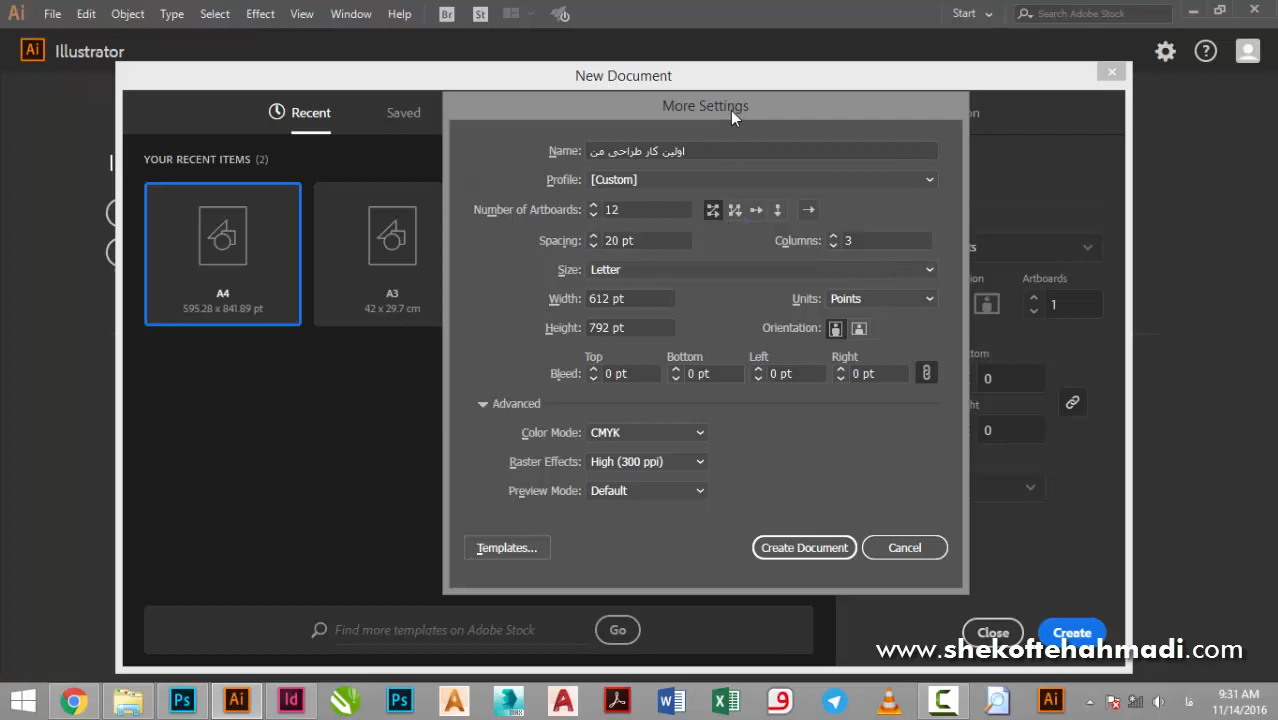 Ai File Edit Object Type Select Effect View Window Help Br St Start Search Adobe Stock
Ai Illustrator
New Document
Recent Saved
More Settings
YOUR RECENT ITEMS (2)
A4
595.28 x 841.89 pt
A3
42 x 29.7 cm
Name: اولین کار طراحی من
Profile: [Custom]
Number of Artboards: 12
Spacing: 20 pt Columns: 3
Size: Letter
Width: 612 pt Units: Points
Height: 792 pt Orientation:
Top Bottom Left Right
Bleed: 0 pt 0 pt 0 pt 0 pt
Advanced
Color Mode: CMYK
Raster Effects: High (300 ppi)
Preview Mode: Default
Templates... Create Document Cancel
Artboards
1
0
0
Find more templates on Adobe Stock Go
Close Create
www.shekoftehahmadi.com
9:31 AM
11/14/2016